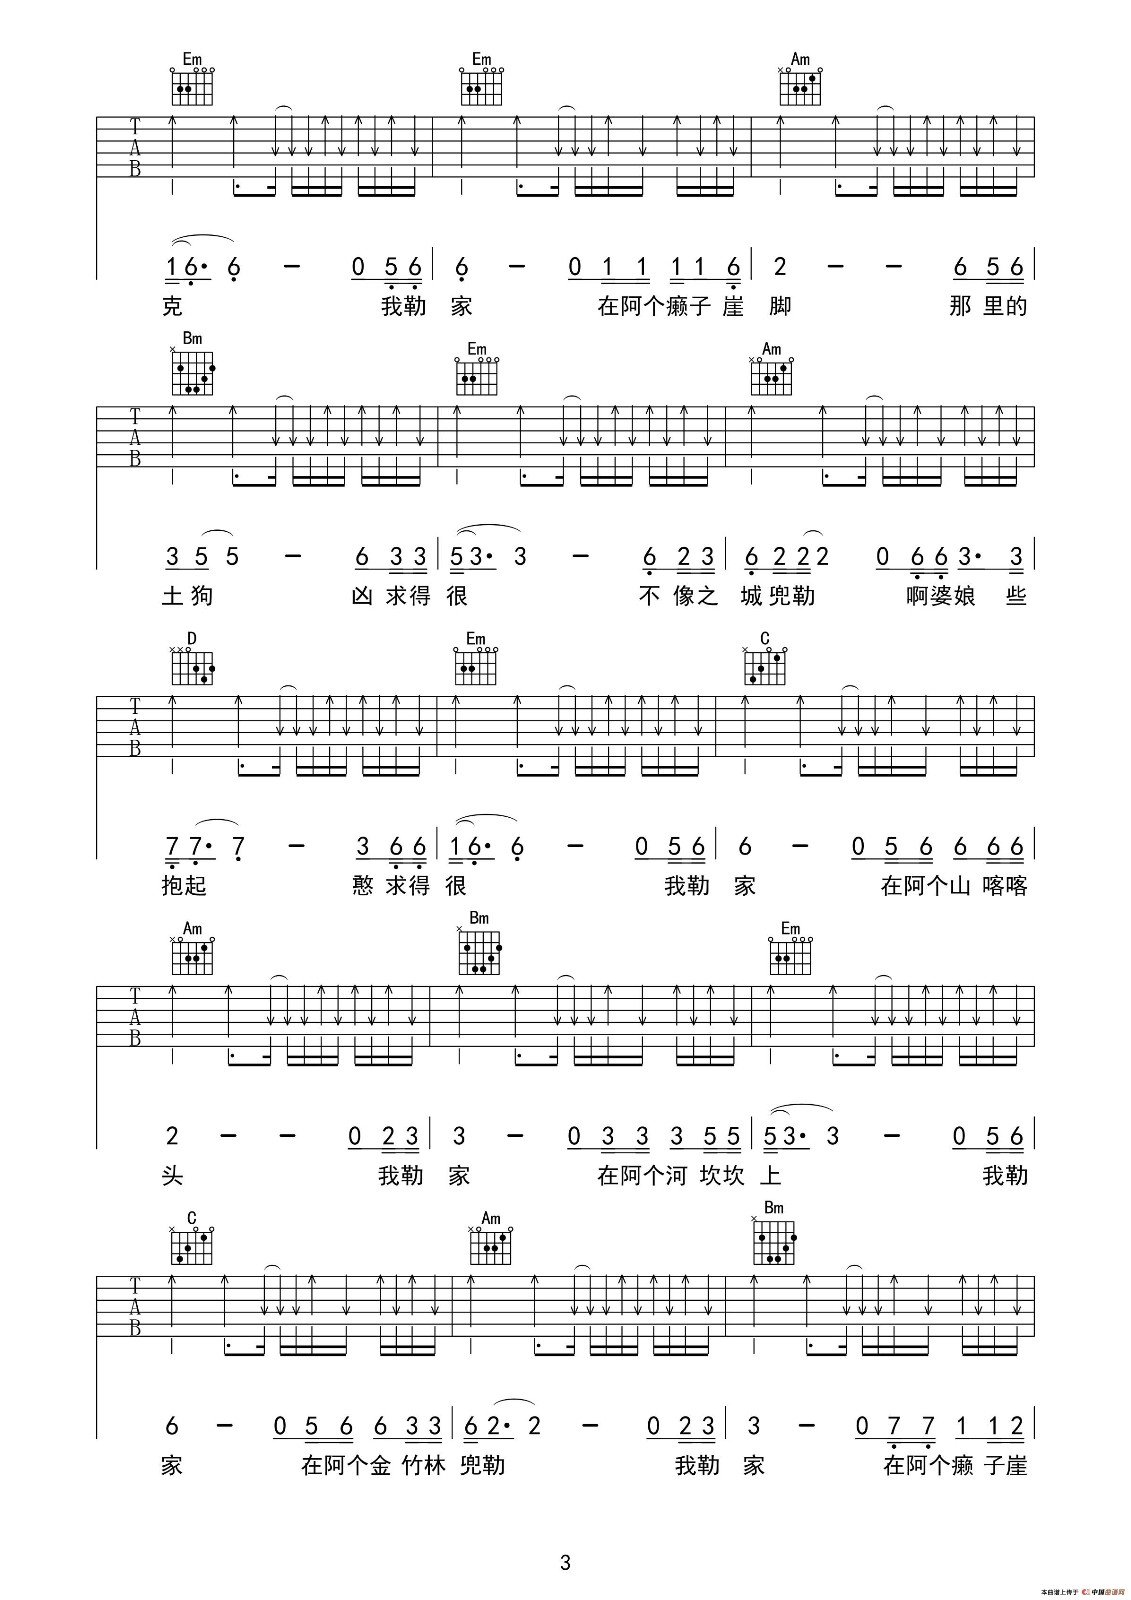 Em Em Am
T
A
B
1 6· 6 － 0 5 6 6 － 0 1 1 1 1 6 2 － － 6 5 6
克 我勒 家 在阿个癞子 崖 脚 那 里的
Bm Em Am
T
A
B
3 5 5 － 6 3 3 5 3· 3 － 6 2 3 6 2 2 2 0 6 6 3· 3
土 狗 凶 求得 很 不 像之 城兜勒 啊婆娘 些
D Em C
T
A
B
7 7· 7 － 3 6 6 1 6· 6 － 0 5 6 6 － 0 5 6 6 6 6
抱起 憨 求得 很 我勒 家 在阿个山 喀喀
Am Bm Em
T
A
B
2 － － 0 2 3 3 － 0 3 3 3 5 5 5 3· 3 － 0 5 6
头 我勒 家 在阿个河 坎坎 上 我勒
C Am Bm
T
A
B
6 － 0 5 6 6 3 3 6 2· 2 － 0 2 3 3 － 0 7 7 1 1 2
家 在阿个金 竹林 兜勒 我勒 家 在阿个癞 子崖
3
本曲谱上传于 中国曲谱网